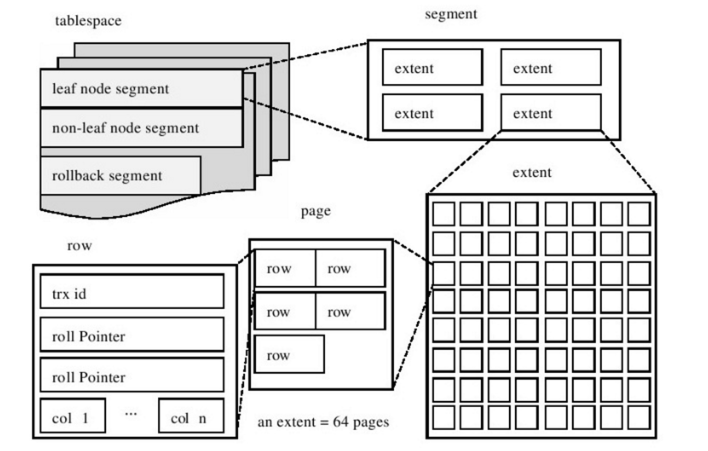 tablespace
leaf node segment
non-leaf node segment
rollback segment
segment
extent extent
extent extent
extent
page
row row
row row
row
an extent = 64 pages
row
trx id
roll Pointer
roll Pointer
col 1 ... col n